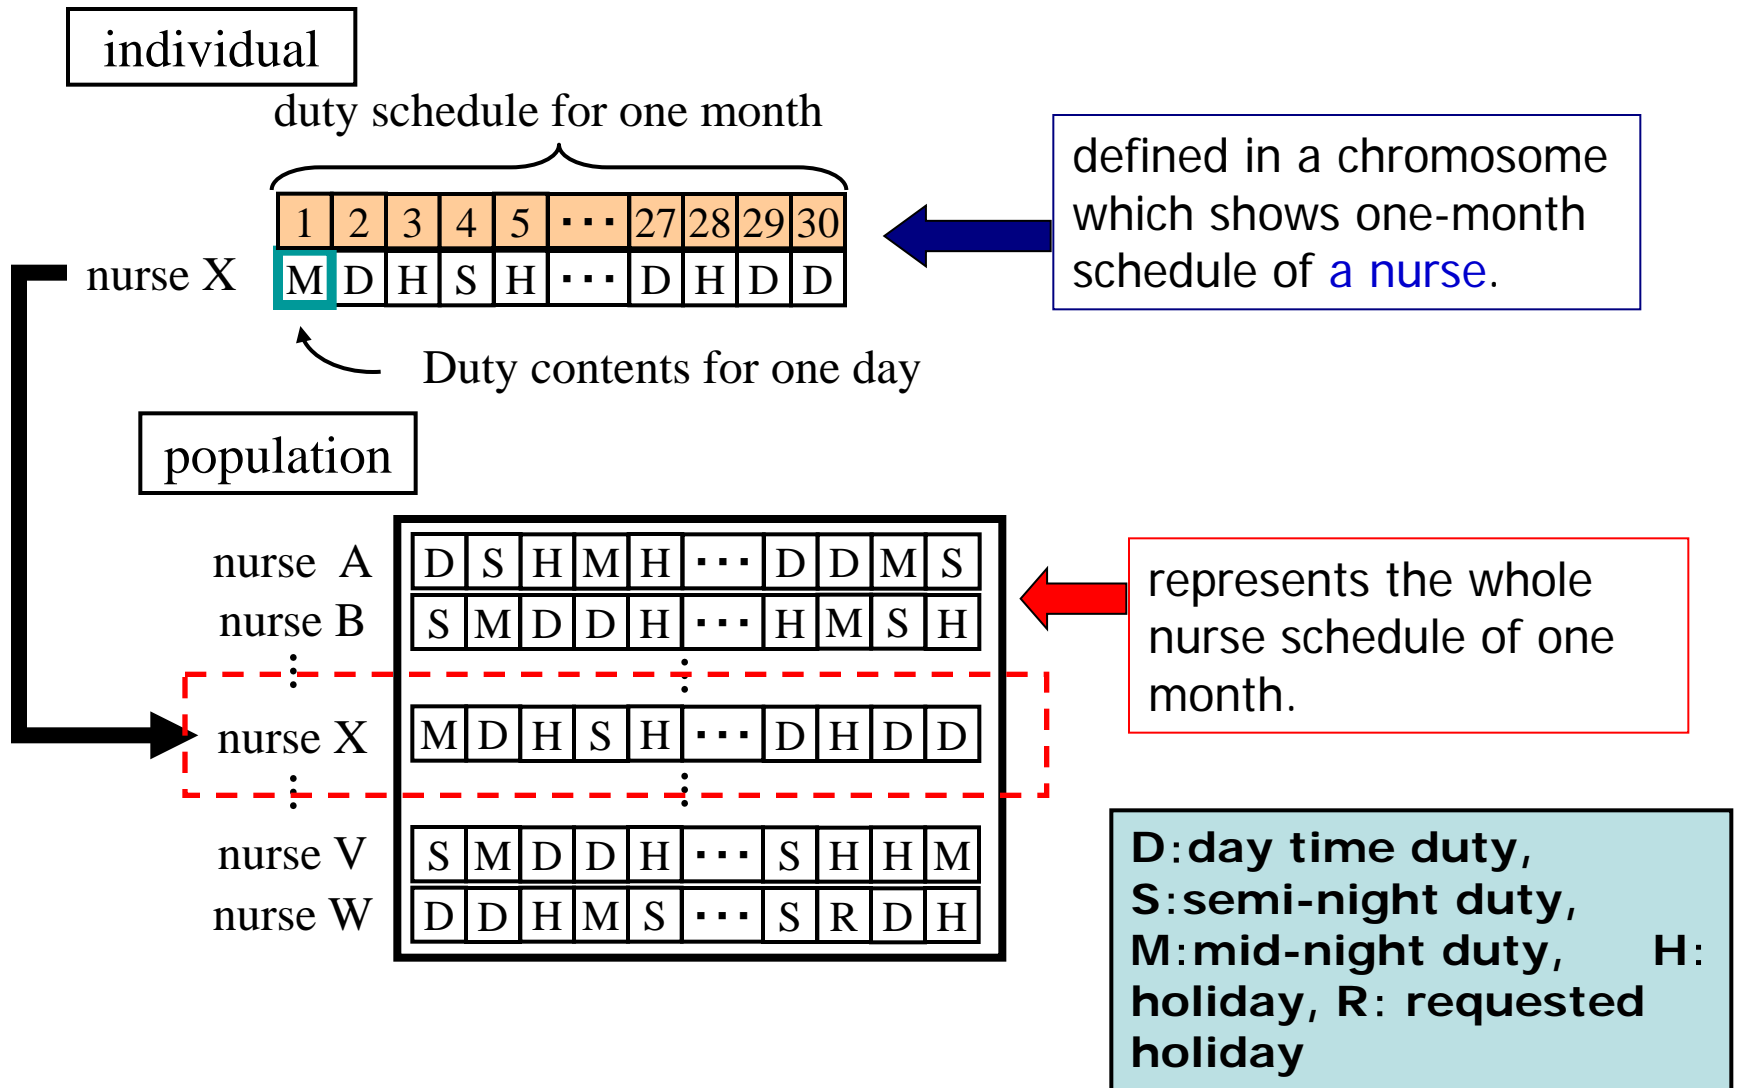 individual
duty schedule for one month
1 2 3 4 5 ··· 27 28 29 30
nurse X M D H S H ··· D H D D
Duty contents for one day
defined in a chromosome
which shows one-month
schedule of a nurse.
population
nurse A D S H M H ··· D D M S
nurse B S M D D H ··· H M S H
nurse X M D H S H ··· D H D D
nurse V S M D D H ··· S H H M
nurse W D D H M S ··· S R D H
represents the whole
nurse schedule of one
month.
D:day time duty,
S:semi-night duty,
M:mid-night duty, H:
holiday, R: requested
holiday